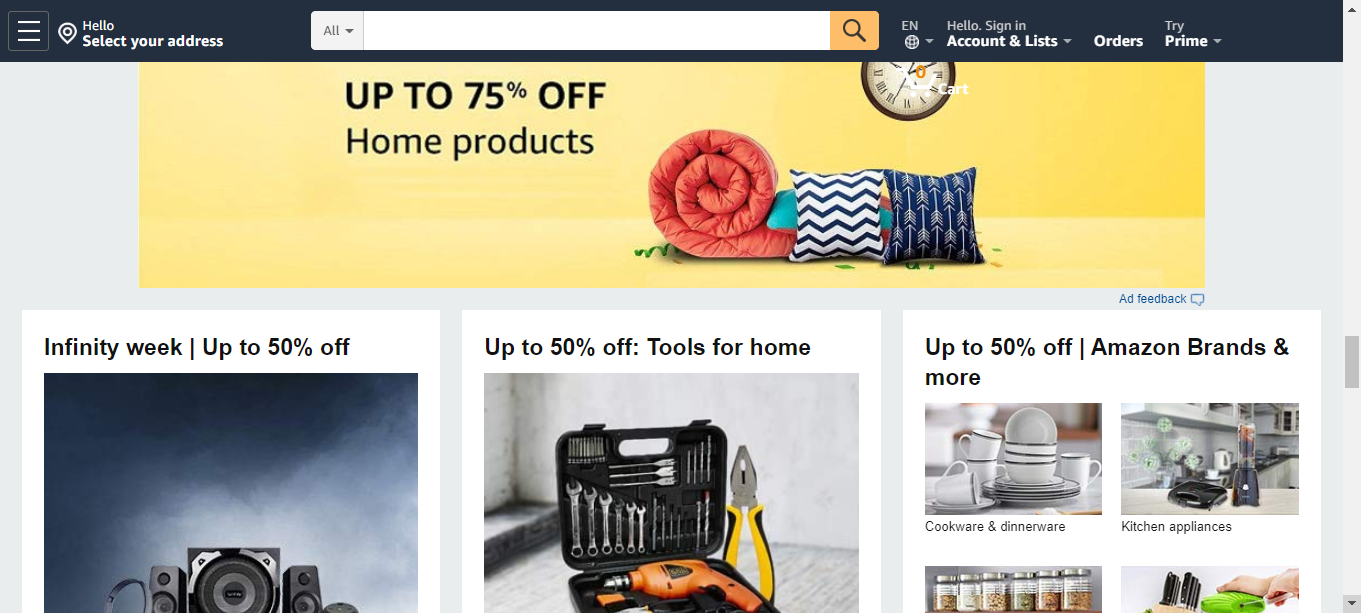 Hello
Select your address
All
EN
Hello. Sign in
Account & Lists
Orders
Try
Prime
0
Cart
UP TO 75% OFF
Home products
Ad feedback
Infinity week | Up to 50% off
Up to 50% off: Tools for home
Up to 50% off | Amazon Brands &
more
Cookware & dinnerware
Kitchen appliances